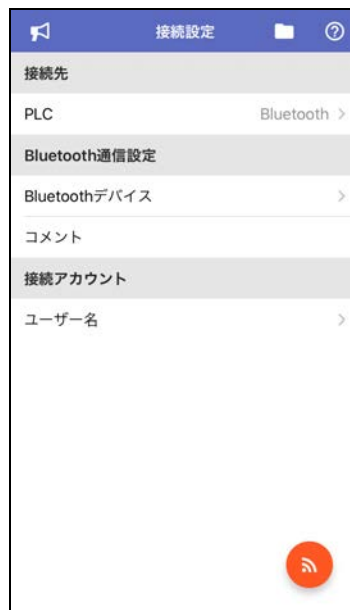 接続設定
接続先
PLC Bluetooth
Bluetooth通信設定
Bluetoothデバイス
コメント
接続アカウント
ユーザー名